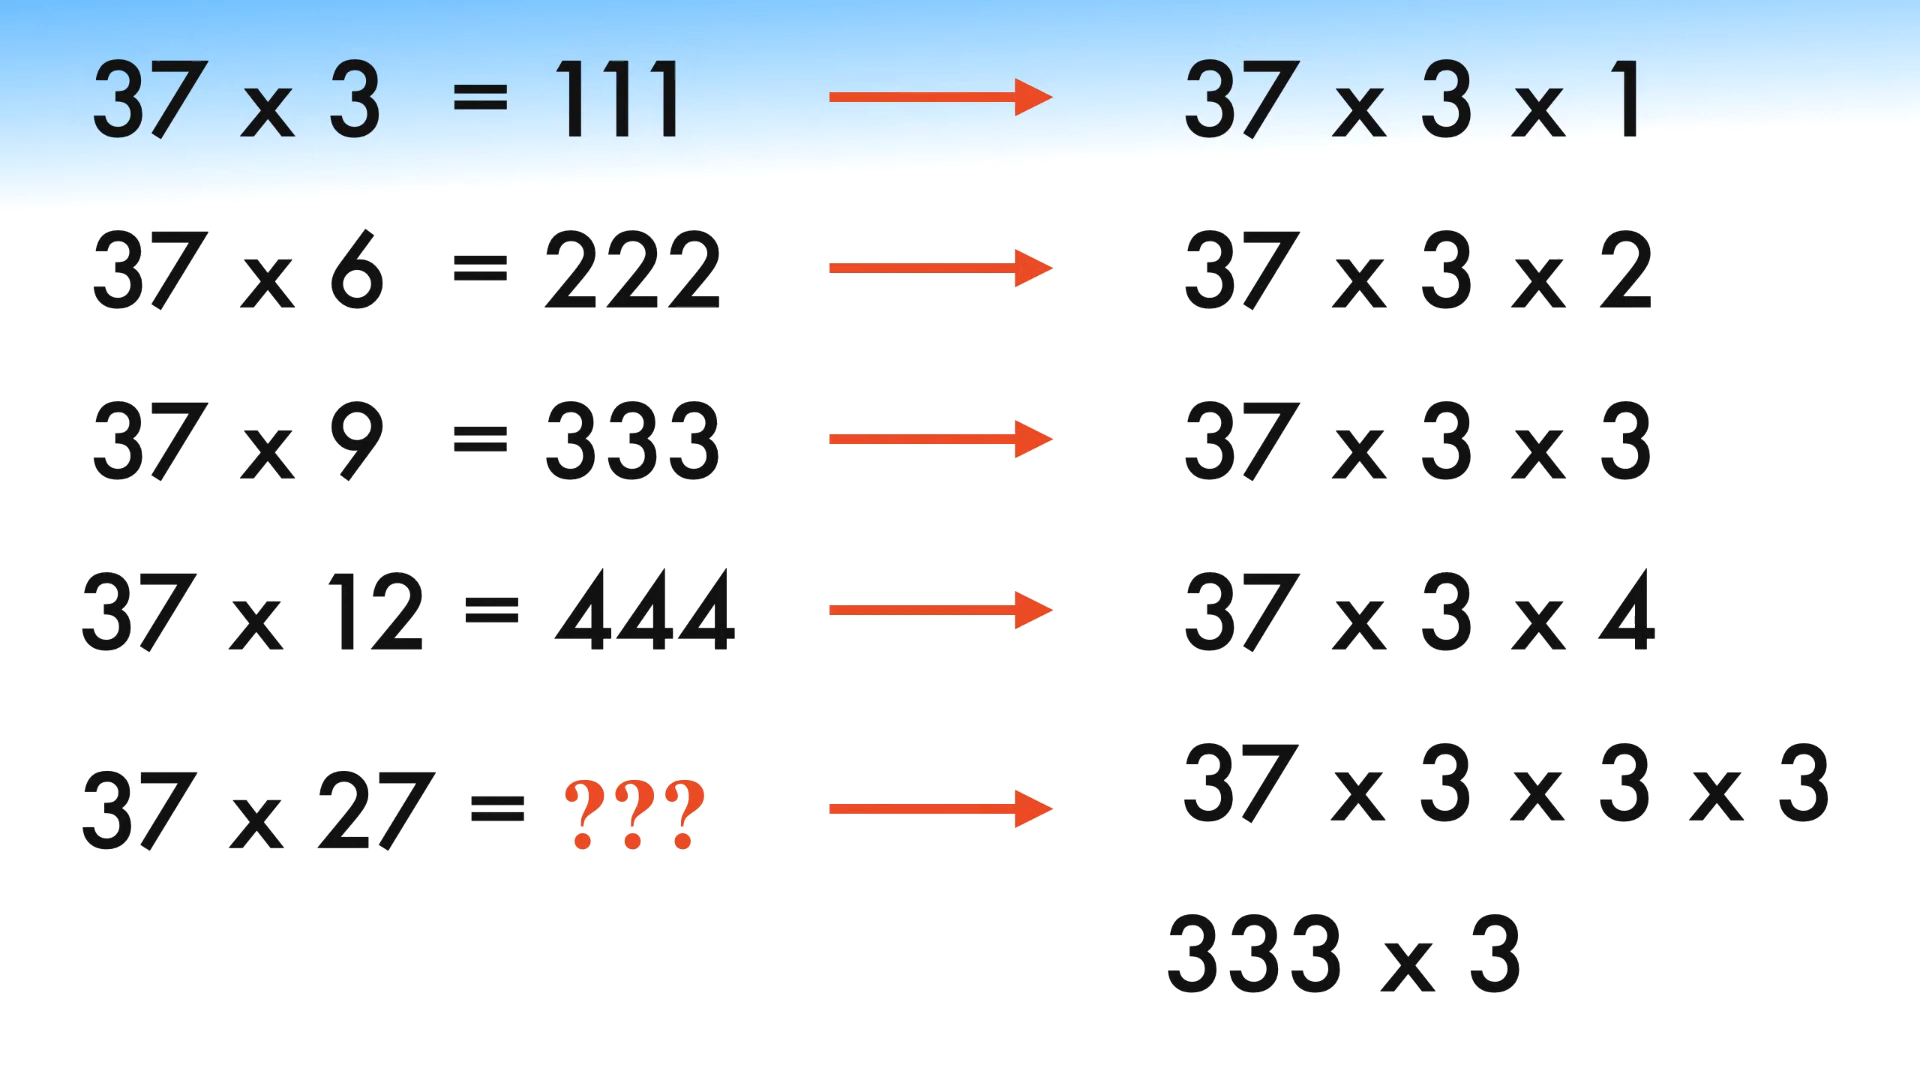 37 x 3 = 111 → 37 x 3 x 1
37 x 6 = 222 → 37 x 3 x 2
37 x 9 = 333 → 37 x 3 x 3
37 x 12 = 444 → 37 x 3 x 4
37 x 27 = ??? → 37 x 3 x 3 x 3
333 x 3